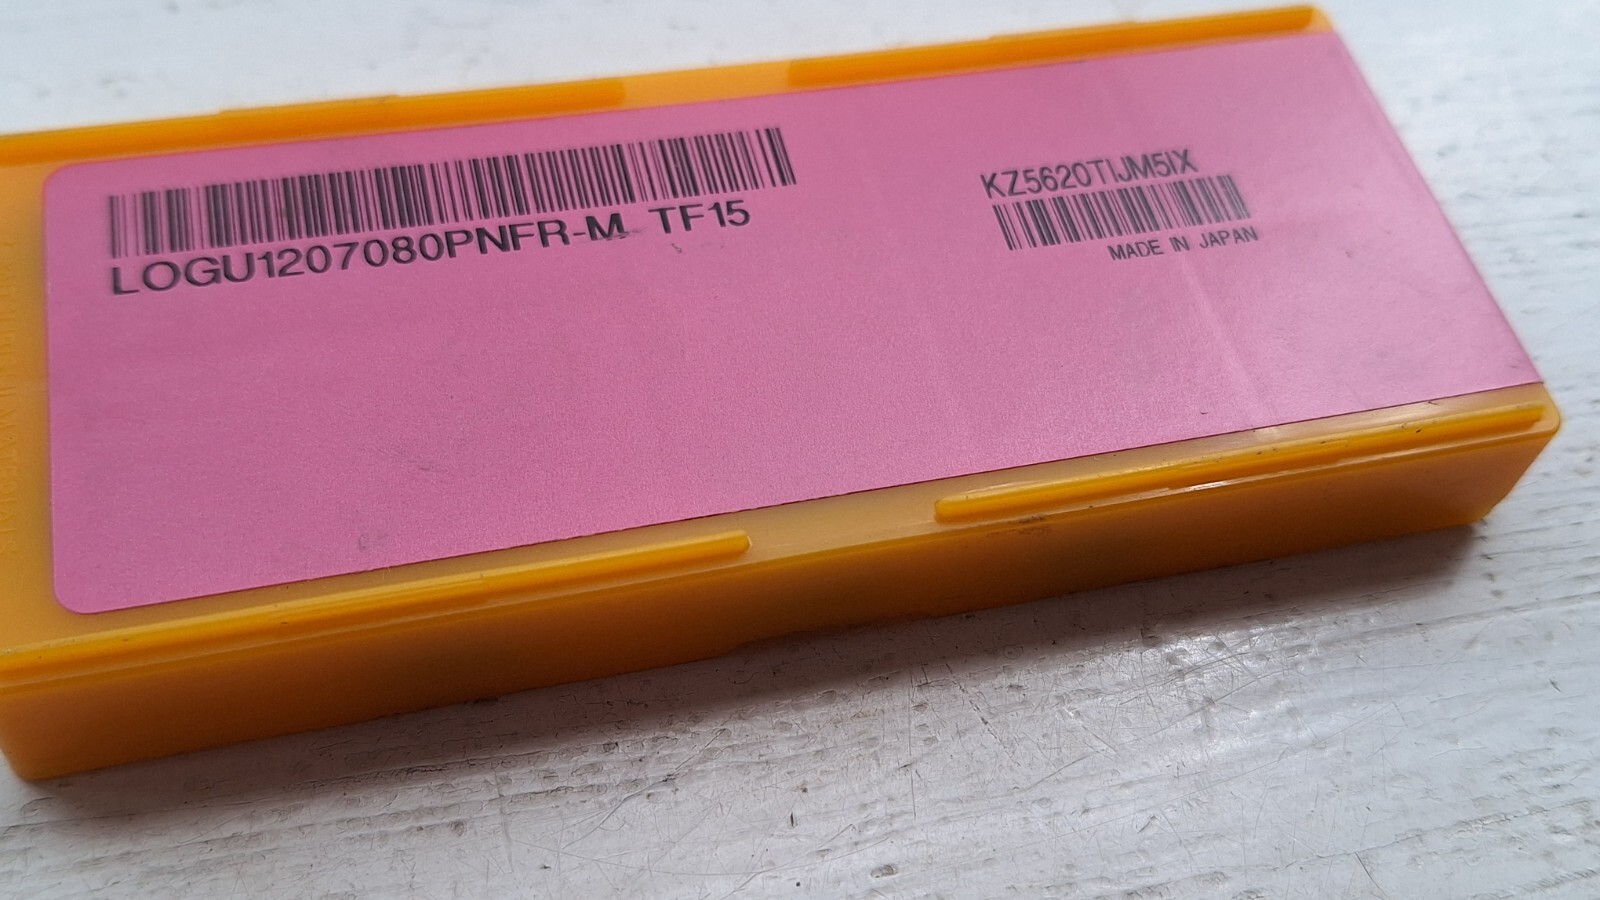 LOGU1207080PNFR-M TF15
KZ5620TIJM5IX
MADE IN JAPAN